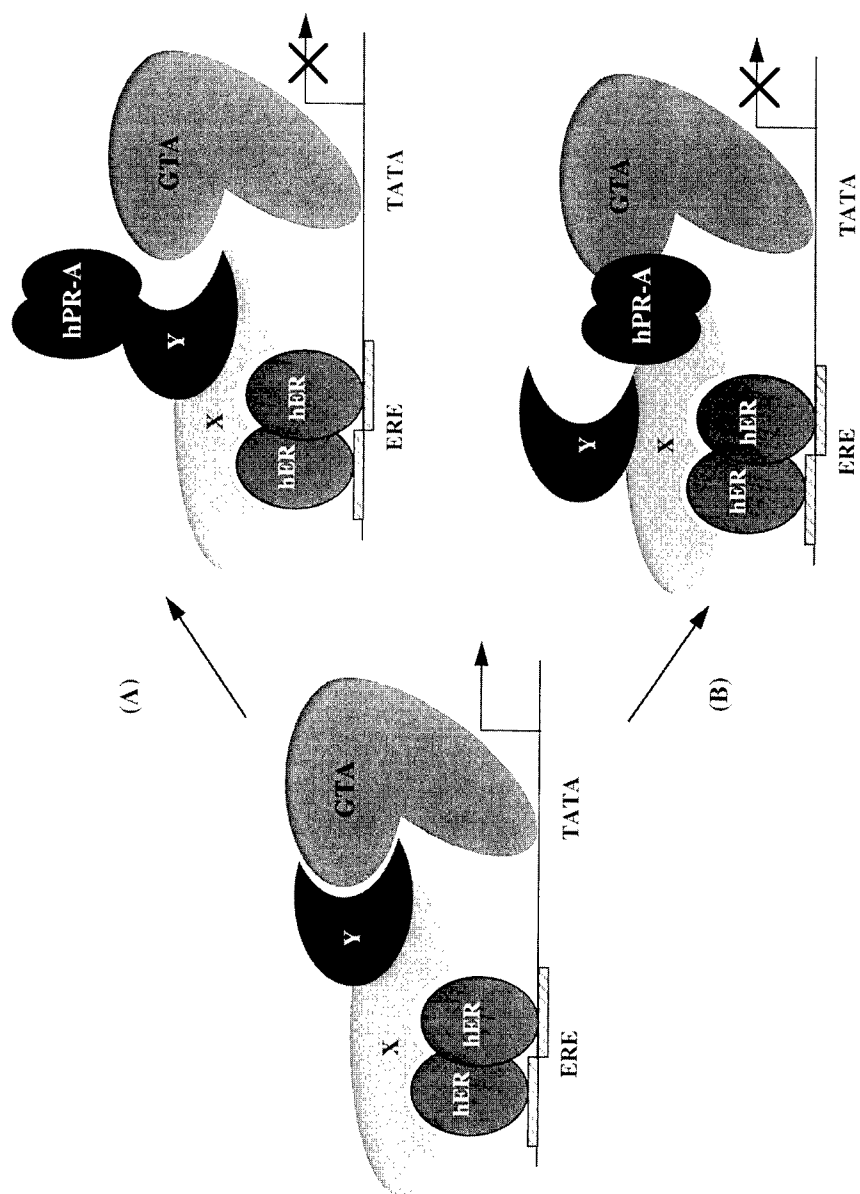 GTA
Y
X
hER hER
ERE TATA
(A)
hPR-A
GTA
Y
X
hER hER
ERE TATA
(B)
GTA
hPR-A
Y
X
hER hER
ERE TATA